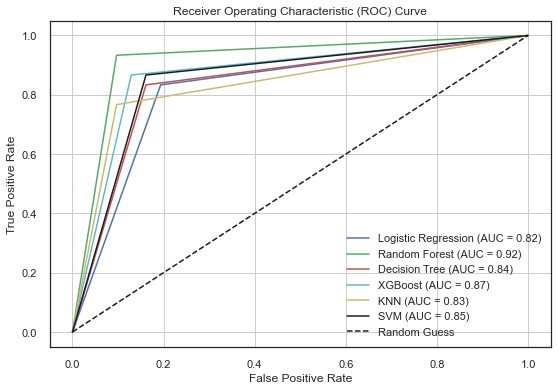 Receiver Operating Characteristic (ROC) Curve
1.0
0.8
0.6
0.4
0.2
0.0
True Positive Rate
Logistic Regression (AUC = 0.82)
Random Forest (AUC = 0.92)
Decision Tree (AUC = 0.84)
XGBoost (AUC = 0.87)
KNN (AUC = 0.83)
SVM (AUC = 0.85)
Random Guess
0.0 0.2 0.4 0.6 0.8 1.0
False Positive Rate